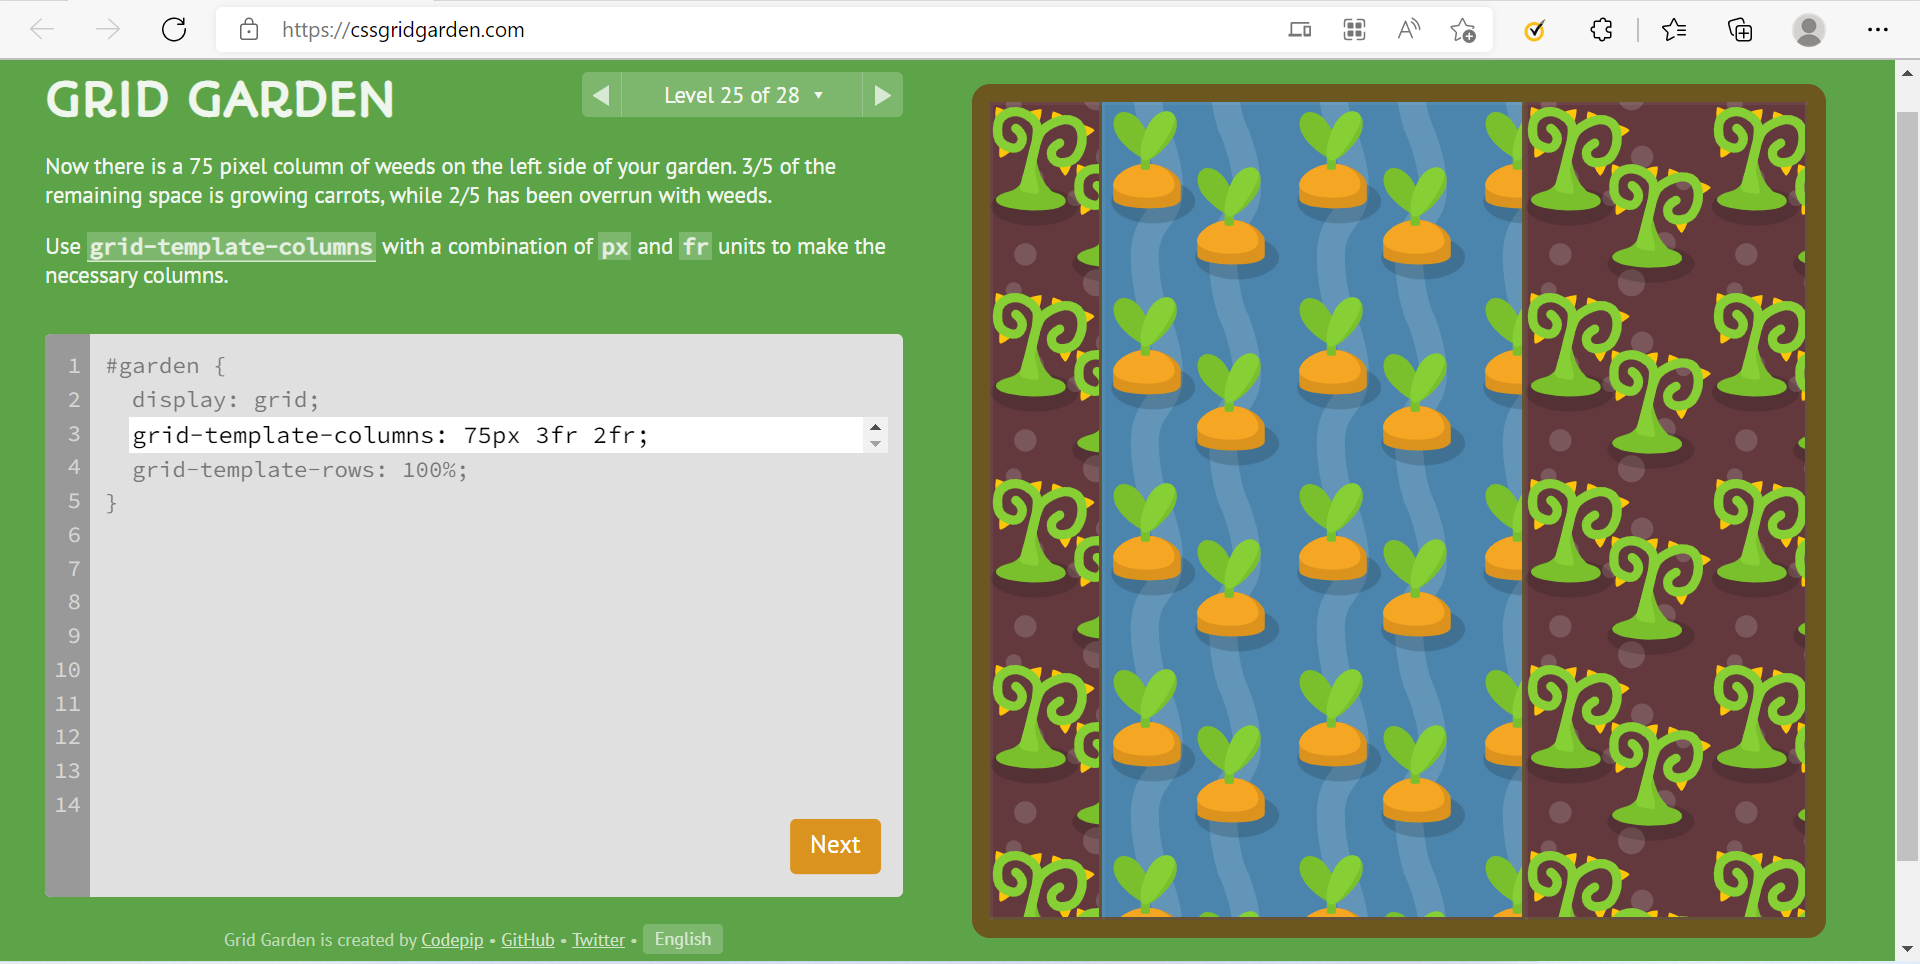 https://cssgridgarden.com
GRID GARDEN
Level 25 of 28
Now there is a 75 pixel column of weeds on the left side of your garden. 3/5 of the
remaining space is growing carrots, while 2/5 has been overrun with weeds.
Use grid-template-columns with a combination of px and fr units to make the
necessary columns.
1 #garden {
2 display: grid;
3 grid-template-columns: 75px 3fr 2fr;
4 grid-template-rows: 100%;
5 }
6
7
8
9
10
11
12
13
14
Next
Grid Garden is created by Codepip • GitHub • Twitter • English